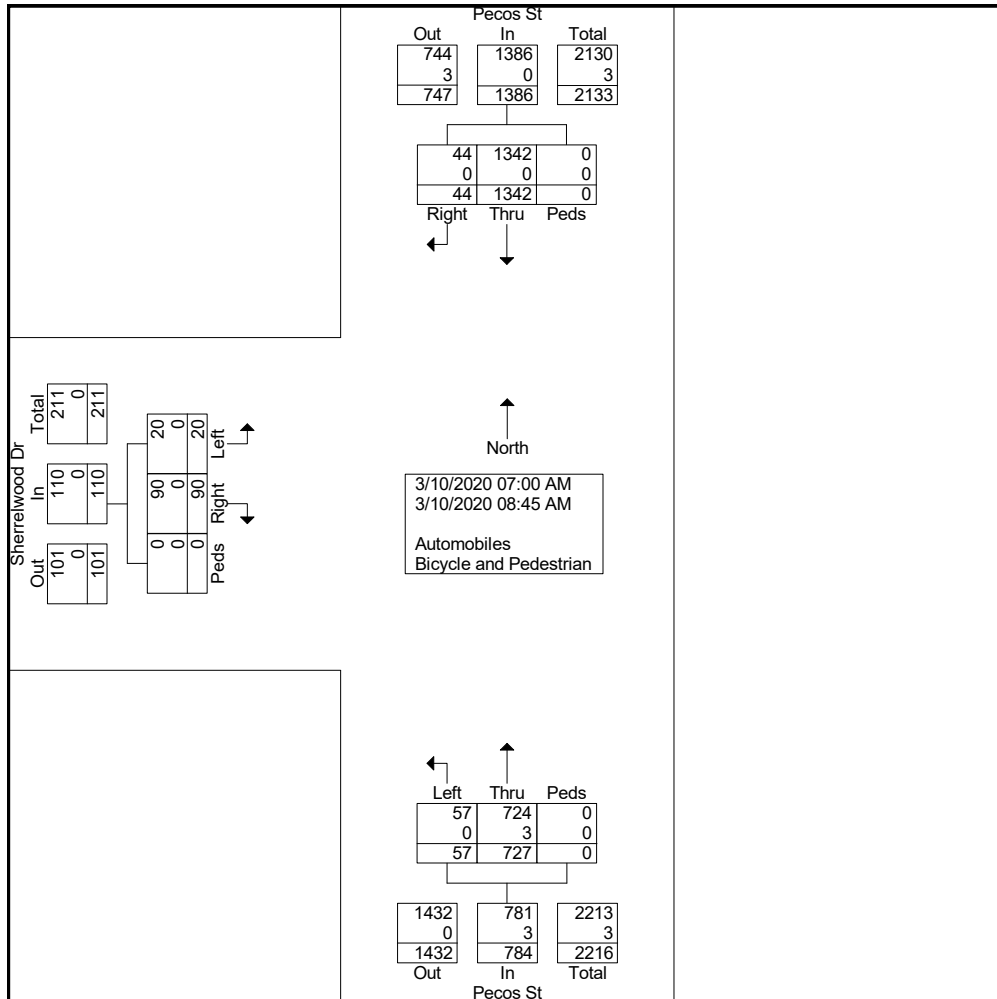 Pecos St
Out In Total
744 1386 2130
3 0 3
747 1386 2133
44 1342 0
0 0 0
44 1342 0
Right Thru Peds
Sherrelwood Dr
Total In Out
211 110 101
0 0 0
211 110 101
20 90 0
0 0 0
20 90 0
Left Right Peds
North
3/10/2020 07:00 AM
3/10/2020 08:45 AM
Automobiles
Bicycle and Pedestrian
Left Thru Peds
57 724 0
0 3 0
57 727 0
1432 781 2213
0 3 3
1432 784 2216
Out In Total
Pecos St